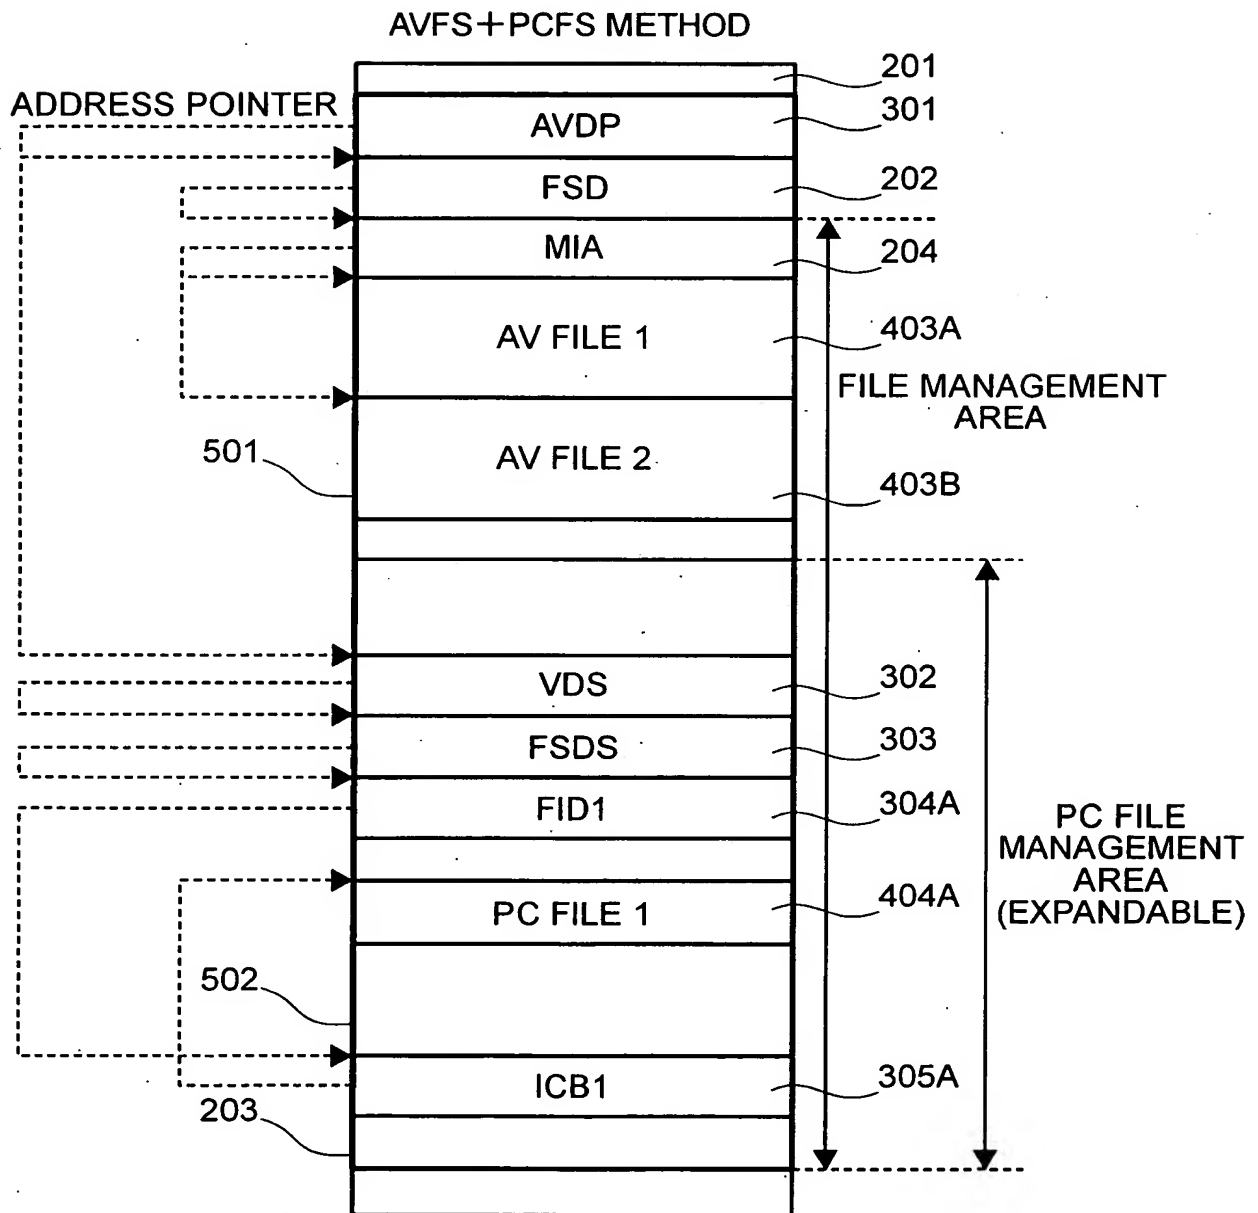 AVFS+PCFS METHOD
201
ADDRESS POINTER
AVDP
301
FSD
202
MIA
204
AV FILE 1
403A
FILE MANAGEMENT
AREA
501
AV FILE 2
403B
VDS
302
FSDS
303
FID1
304A
PC FILE
MANAGEMENT
AREA
(EXPANDABLE)
PC FILE 1
404A
502
ICB1
305A
203